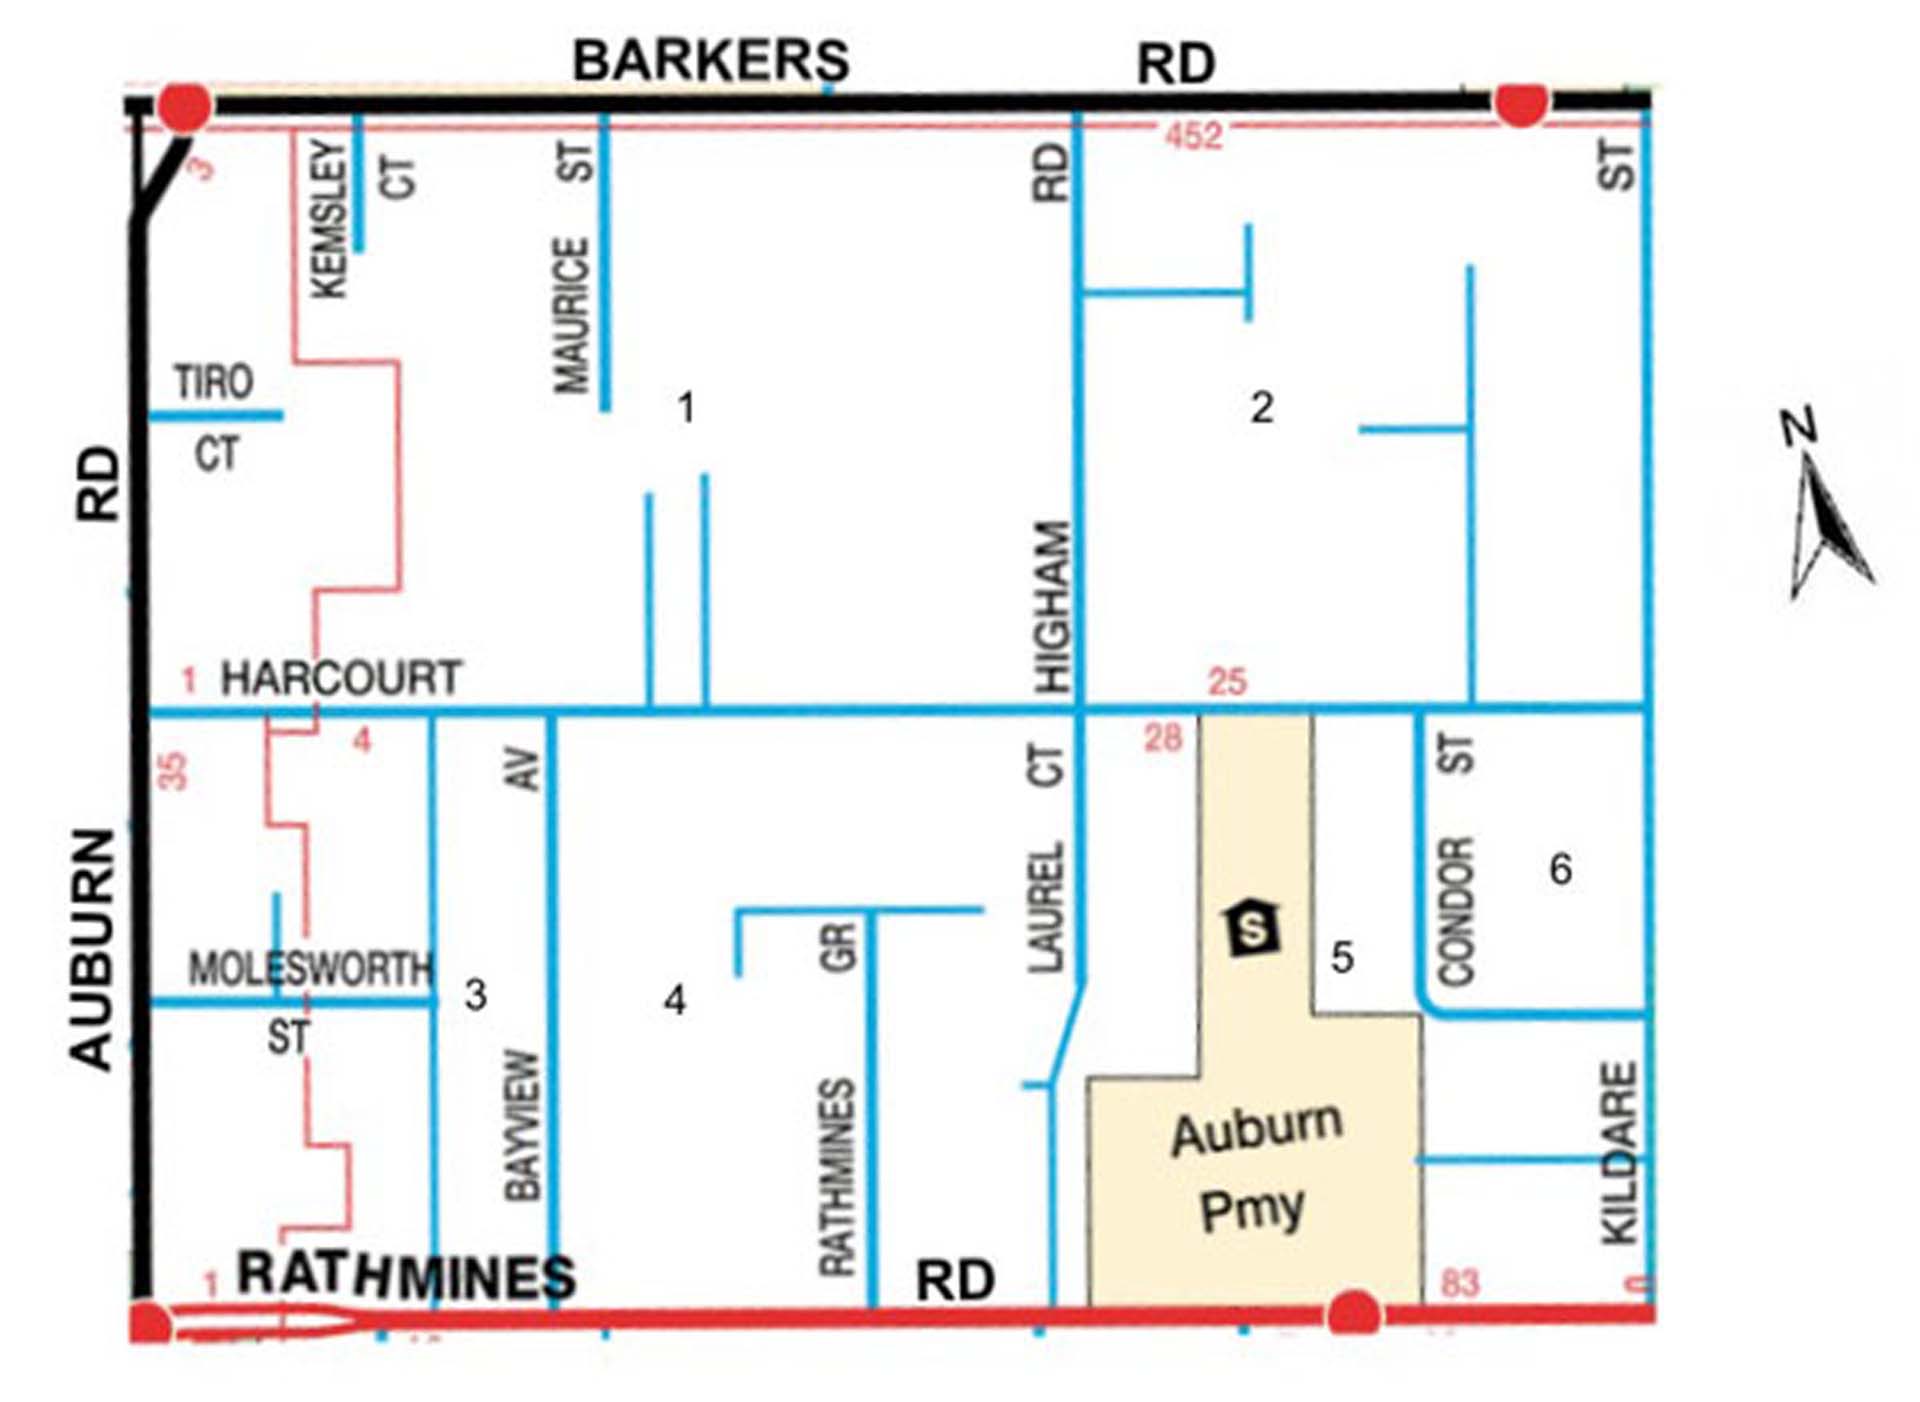 BARKERS RD
452
3
KEMSLEY CT
MAURICE ST
HIGHAM RD
ST
N
TIRO
CT
1
2
AUBURN RD
1 HARCOURT
25
28
4
35
BAYVIEW AV
LAUREL CT
CONDOR ST
6
S
5
MOLESWORTH
ST
3
4
RATHMINES GR
Auburn
Pmy
KILDARE
1 RATHMINES RD
83